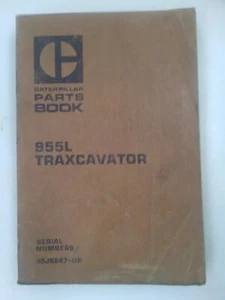 CATERPILLAR
PARTS
BOOK
955L
TRAXCAVATOR
SERIAL
NUMBERS